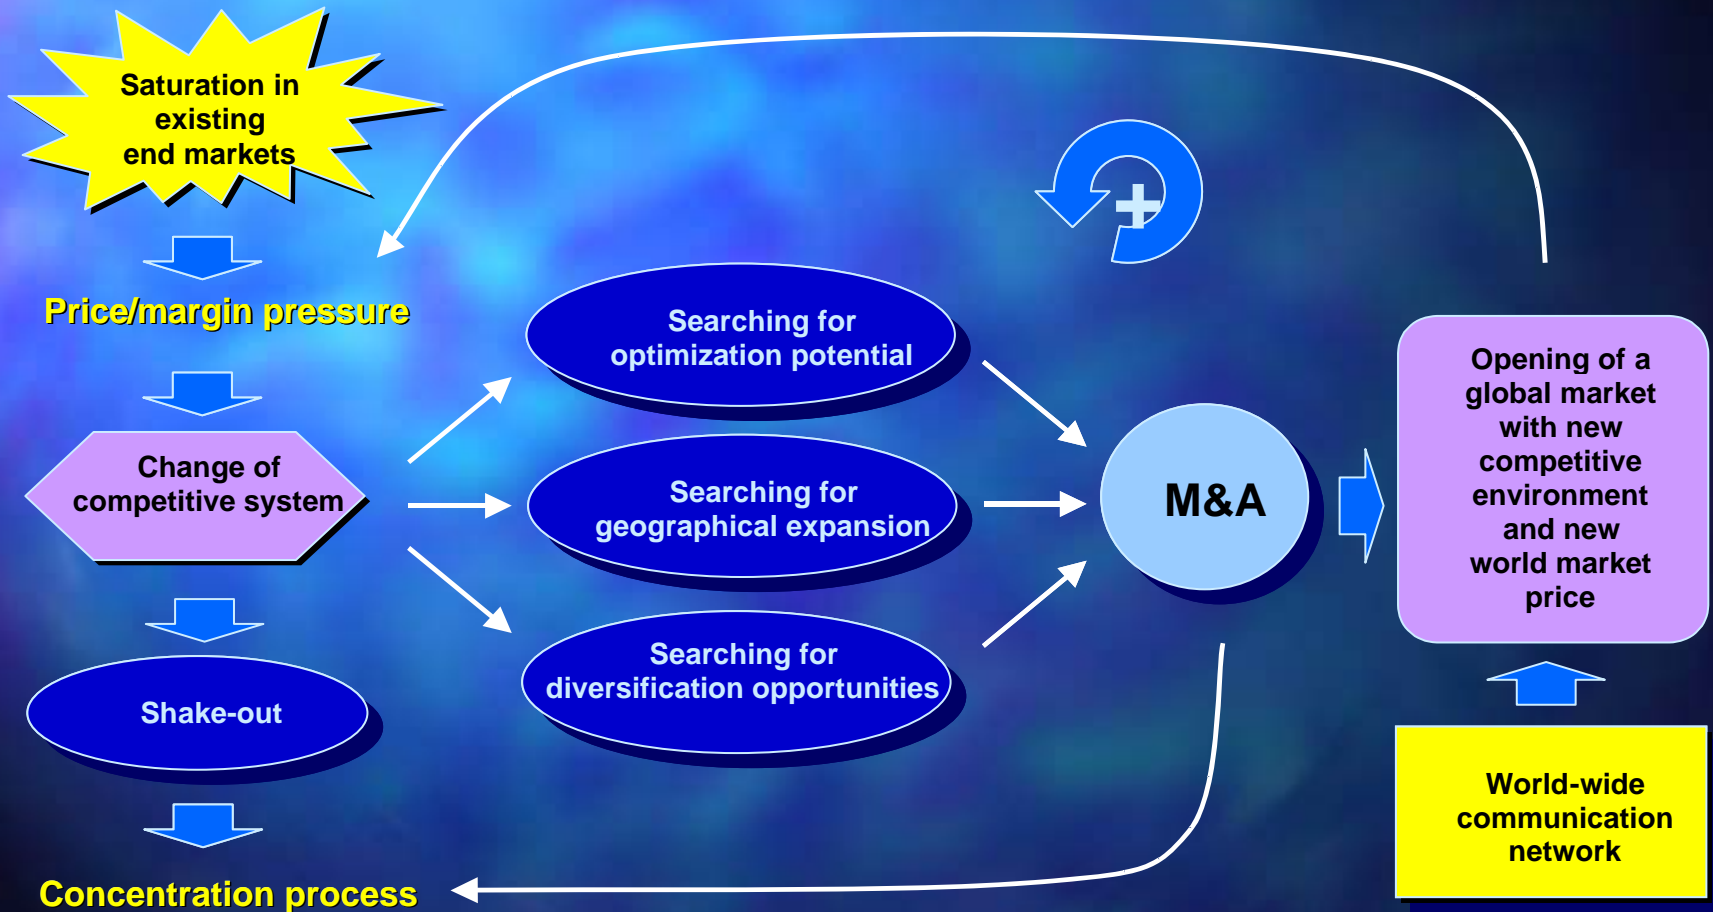 Saturation in
existing
end markets
Price/margin pressure
Change of
competitive system
Shake-out
Concentration process
Searching for
optimization potential
Searching for
geographical expansion
Searching for
diversification opportunities
+
M&A
Opening of a
global market
with new
competitive
environment
and new
world market
price
World-wide
communication
network